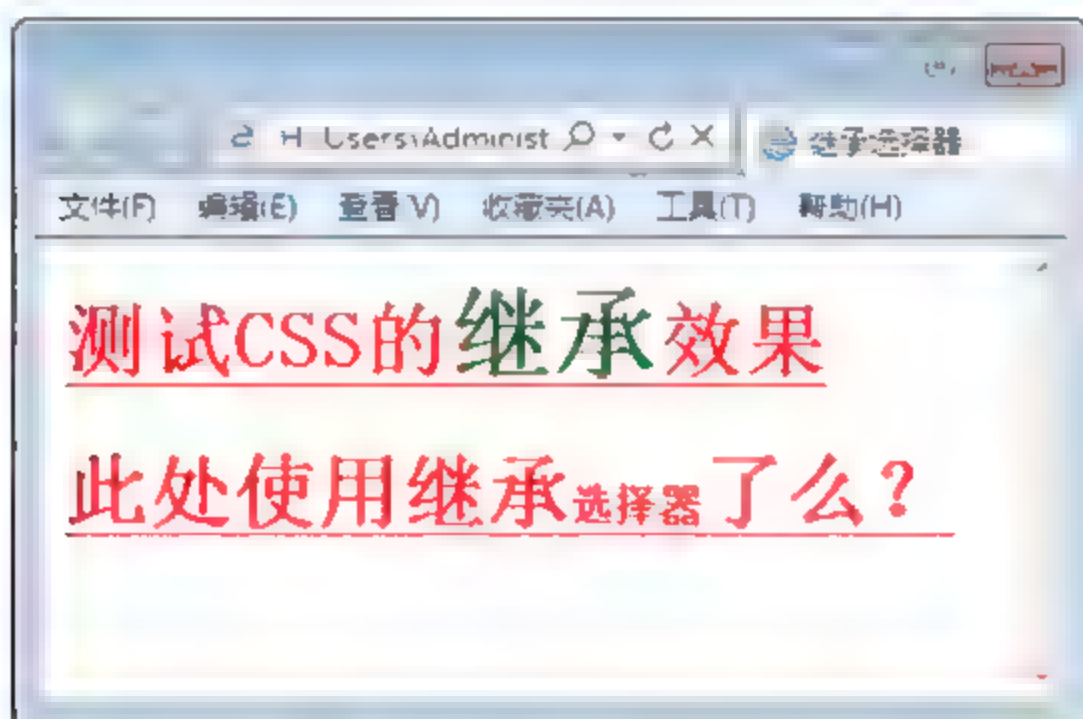 H Users\Administ
继承选择器
文件(F) 编辑(E) 查看(V) 收藏夹(A) 工具(T) 帮助(H)
测试CSS的继承效果
此处使用继承选择器了么？